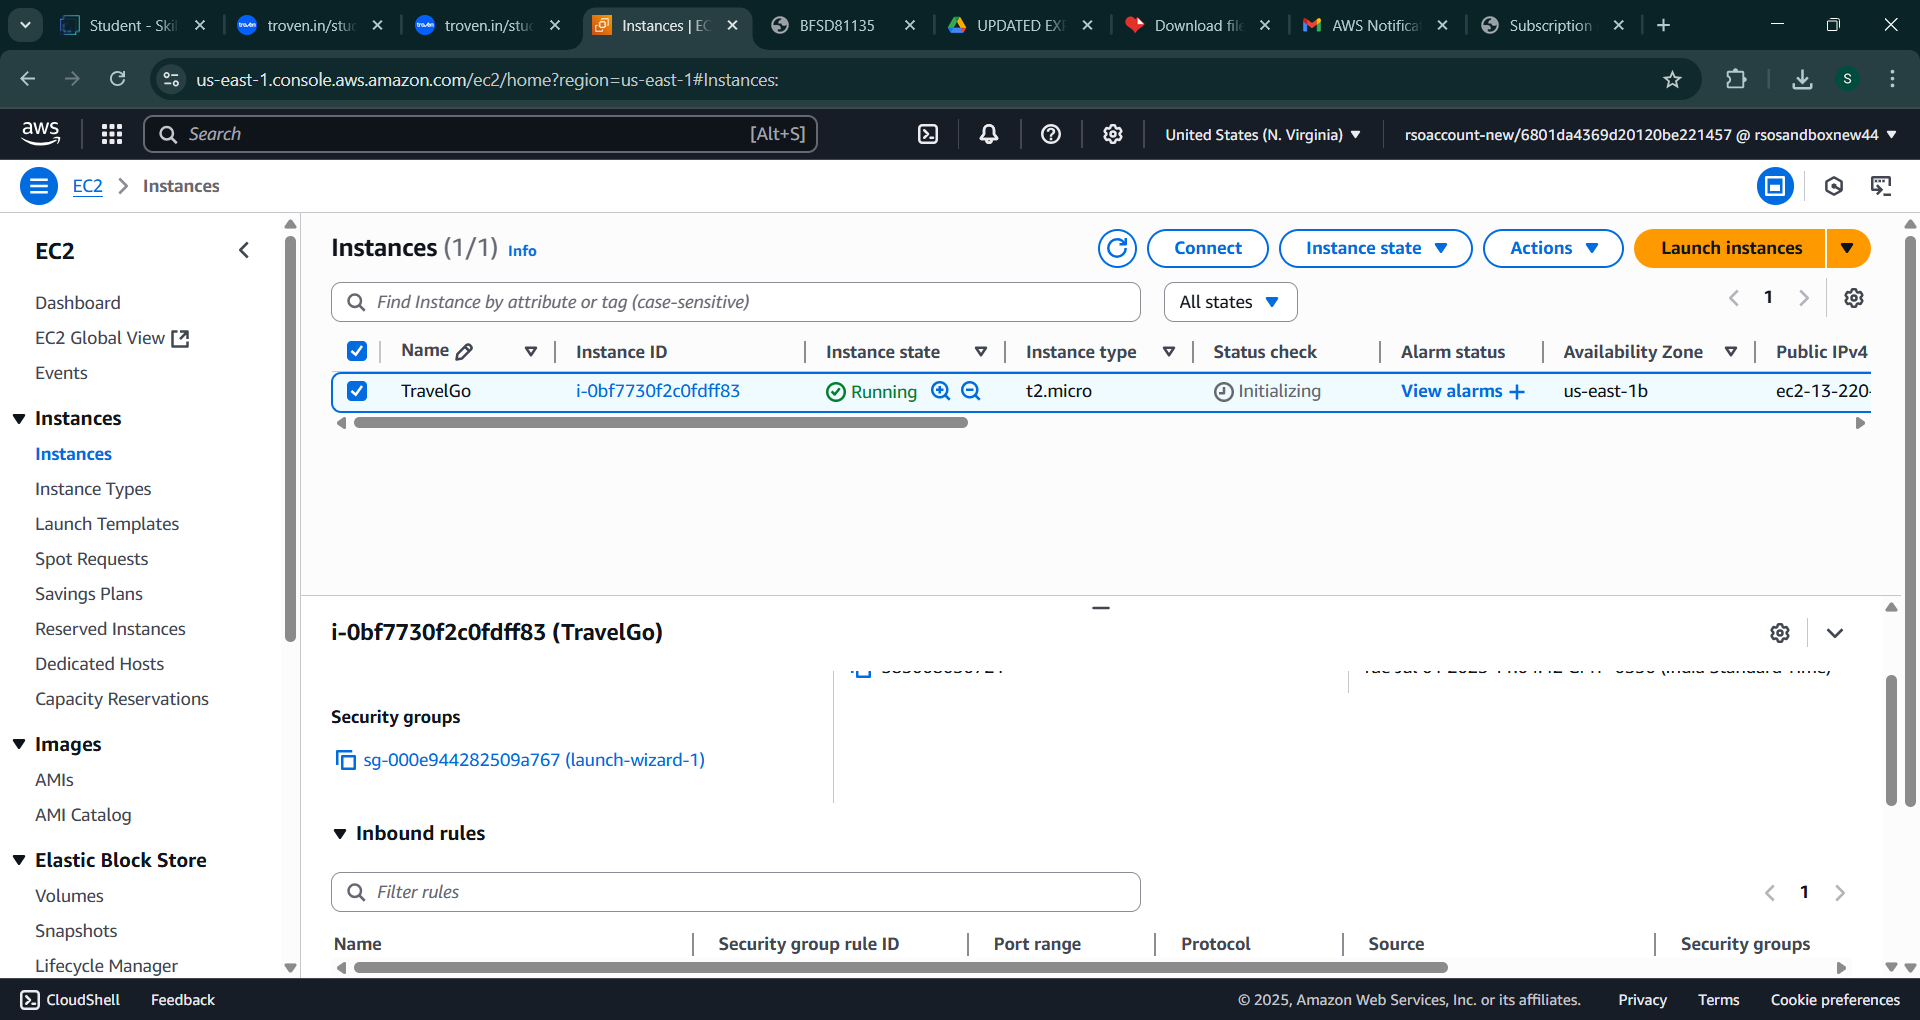 Student - Skil
troven.in/stuc
troven.in/stuc
Instances | EC
BFSD81135
UPDATED EXP
Download file
AWS Notificat
Subscription
us-east-1.console.aws.amazon.com/ec2/home?region=us-east-1#Instances:
S
aws
Search
[Alt+S]
United States (N. Virginia)
rsoaccount-new/6801da4369d20120be221457 @ rsosandboxnew44
EC2
Instances
EC2
Dashboard
EC2 Global View
Events
Instances
Instances
Instance Types
Launch Templates
Spot Requests
Savings Plans
Reserved Instances
Dedicated Hosts
Capacity Reservations
Images
AMIs
AMI Catalog
Elastic Block Store
Volumes
Snapshots
Lifecycle Manager
Instances (1/1) Info
Connect
Instance state
Actions
Launch instances
Find Instance by attribute or tag (case-sensitive)
All states
1
Name Instance ID Instance state Instance type Status check Alarm status Availability Zone Public IPv4
TravelGo i-0bf7730f2c0fdff83 Running t2.micro Initializing View alarms + us-east-1b ec2-13-220-
i-0bf7730f2c0fdff83 (TravelGo)
Security groups
sg-000e944282509a767 (launch-wizard-1)
Inbound rules
Filter rules
1
Name Security group rule ID Port range Protocol Source Security groups
CloudShell Feedback © 2025, Amazon Web Services, Inc. or its affiliates. Privacy Terms Cookie preferences